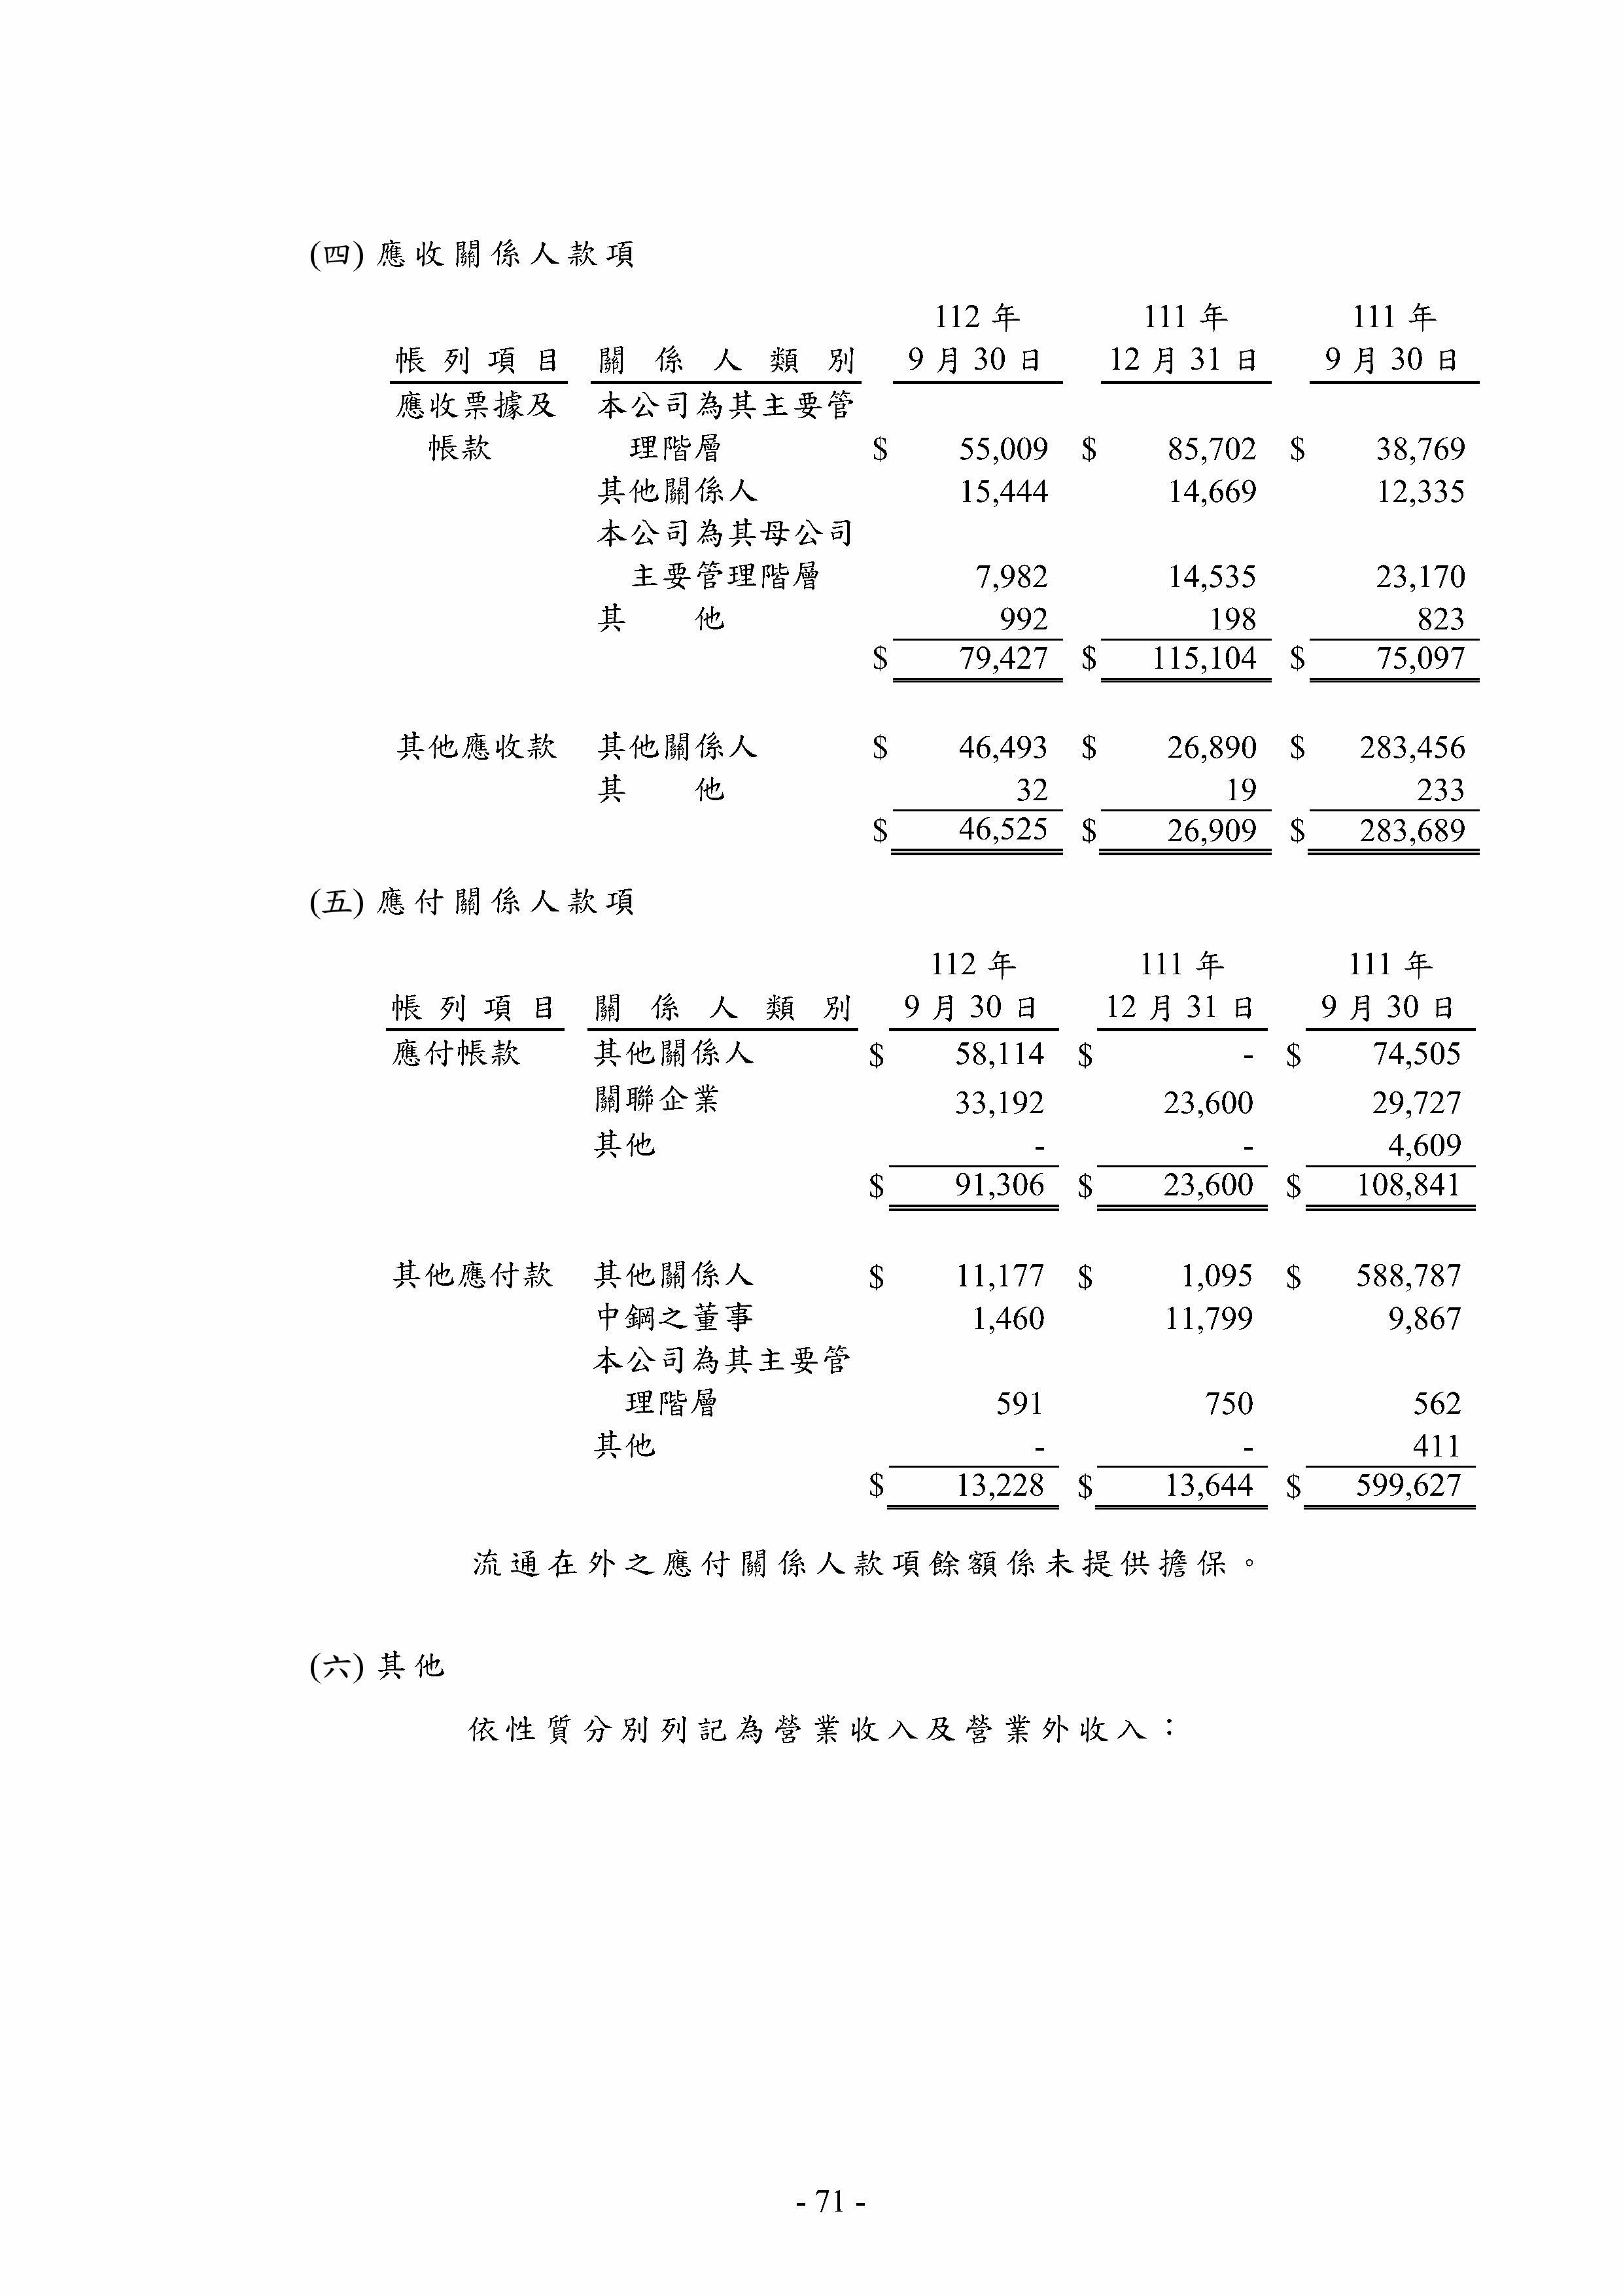 (四) 應收關係人款項
112 年 111 年 111 年
帳列項目 關係人類別 9 月 30 日 12 月 31 日 9 月 30 日
應收票據及 本公司為其主要管
帳款 理階層 $ 55,009 $ 85,702 $ 38,769
其他關係人 15,444 14,669 12,335
本公司為其母公司
主要管理階層 7,982 14,535 23,170
其 他 992 198 823
$ 79,427 $ 115,104 $ 75,097
其他應收款 其他關係人 $ 46,493 $ 26,890 $ 283,456
其 他 32 19 233
$ 46,525 $ 26,909 $ 283,689
(五) 應付關係人款項
112 年 111 年 111 年
帳列項目 關係人類別 9 月 30 日 12 月 31 日 9 月 30 日
應付帳款 其他關係人 $ 58,114 $ - $ 74,505
關聯企業 33,192 23,600 29,727
其他 - - 4,609
$ 91,306 $ 23,600 $ 108,841
其他應付款 其他關係人 $ 11,177 $ 1,095 $ 588,787
中鋼之董事 1,460 11,799 9,867
本公司為其主要管
理階層 591 750 562
其他 - - 411
$ 13,228 $ 13,644 $ 599,627
流通在外之應付關係人款項餘額係未提供擔保。
(六) 其他
依性質分別列記為營業收入及營業外收入：
- 71 -